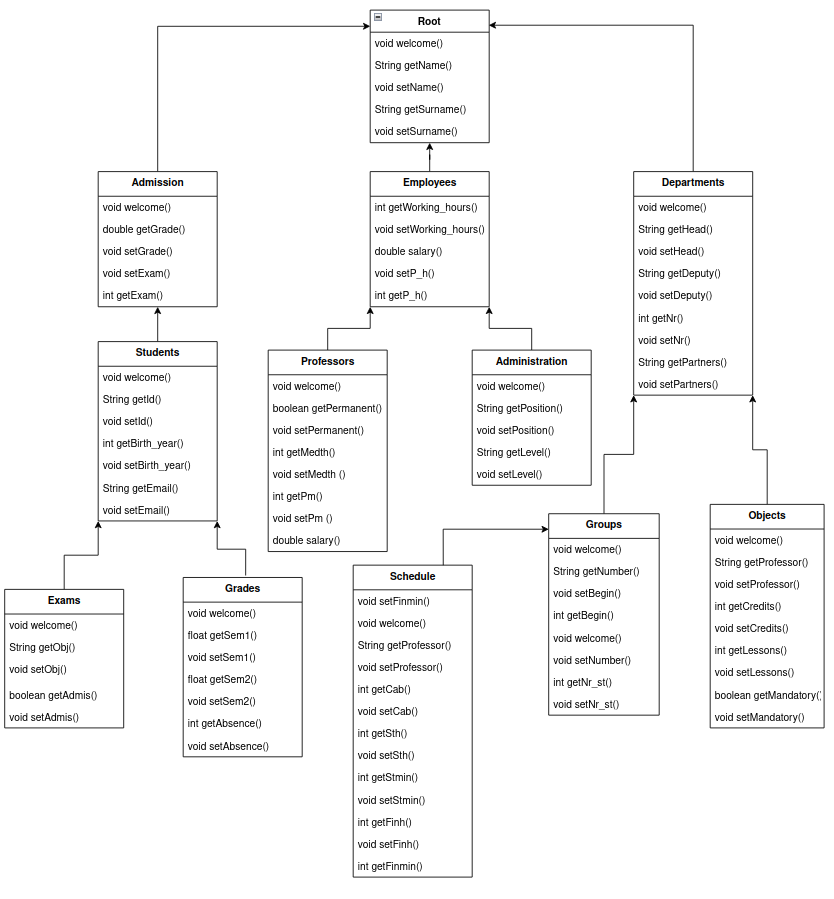 Root
void welcome()
String getName()
void setName()
String getSurname()
void setSurname()
Admission
void welcome()
double getGrade()
void setGrade()
void setExam()
int getExam()
Employees
int getWorking_hours()
void setWorking_hours()
double salary()
void setP_h()
int getP_h()
Departments
void welcome()
String getHead()
void setHead()
String getDeputy()
void setDeputy()
int getNr()
void setNr()
String getPartners()
void setPartners()
Students
void welcome()
String getId()
void setId()
int getBirth_year()
void setBirth_year()
String getEmail()
void setEmail()
Professors
void welcome()
boolean getPermanent()
void setPermanent()
int getMedth()
void setMedth ()
int getPm()
void setPm ()
double salary()
Administration
void welcome()
String getPosition()
void setPosition()
String getLevel()
void setLevel()
Exams
void welcome()
String getObj()
void setObj()
boolean getAdmis()
void setAdmis()
Grades
void welcome()
float getSem1()
void setSem1()
float getSem2()
void setSem2()
int getAbsence()
void setAbsence()
Schedule
void setFinmin()
void welcome()
String getProfessor()
void setProfessor()
int getCab()
void setCab()
int getSth()
void setSth()
int getStmin()
void setStmin()
int getFinh()
void setFinh()
int getFinmin()
Groups
void welcome()
String getNumber()
void setBegin()
int getBegin()
void welcome()
void setNumber()
int getNr_st()
void setNr_st()
Objects
void welcome()
String getProfessor()
void setProfessor()
int getCredits()
void setCredits()
int getLessons()
void setLessons()
boolean getMandatory()
void setMandatory()